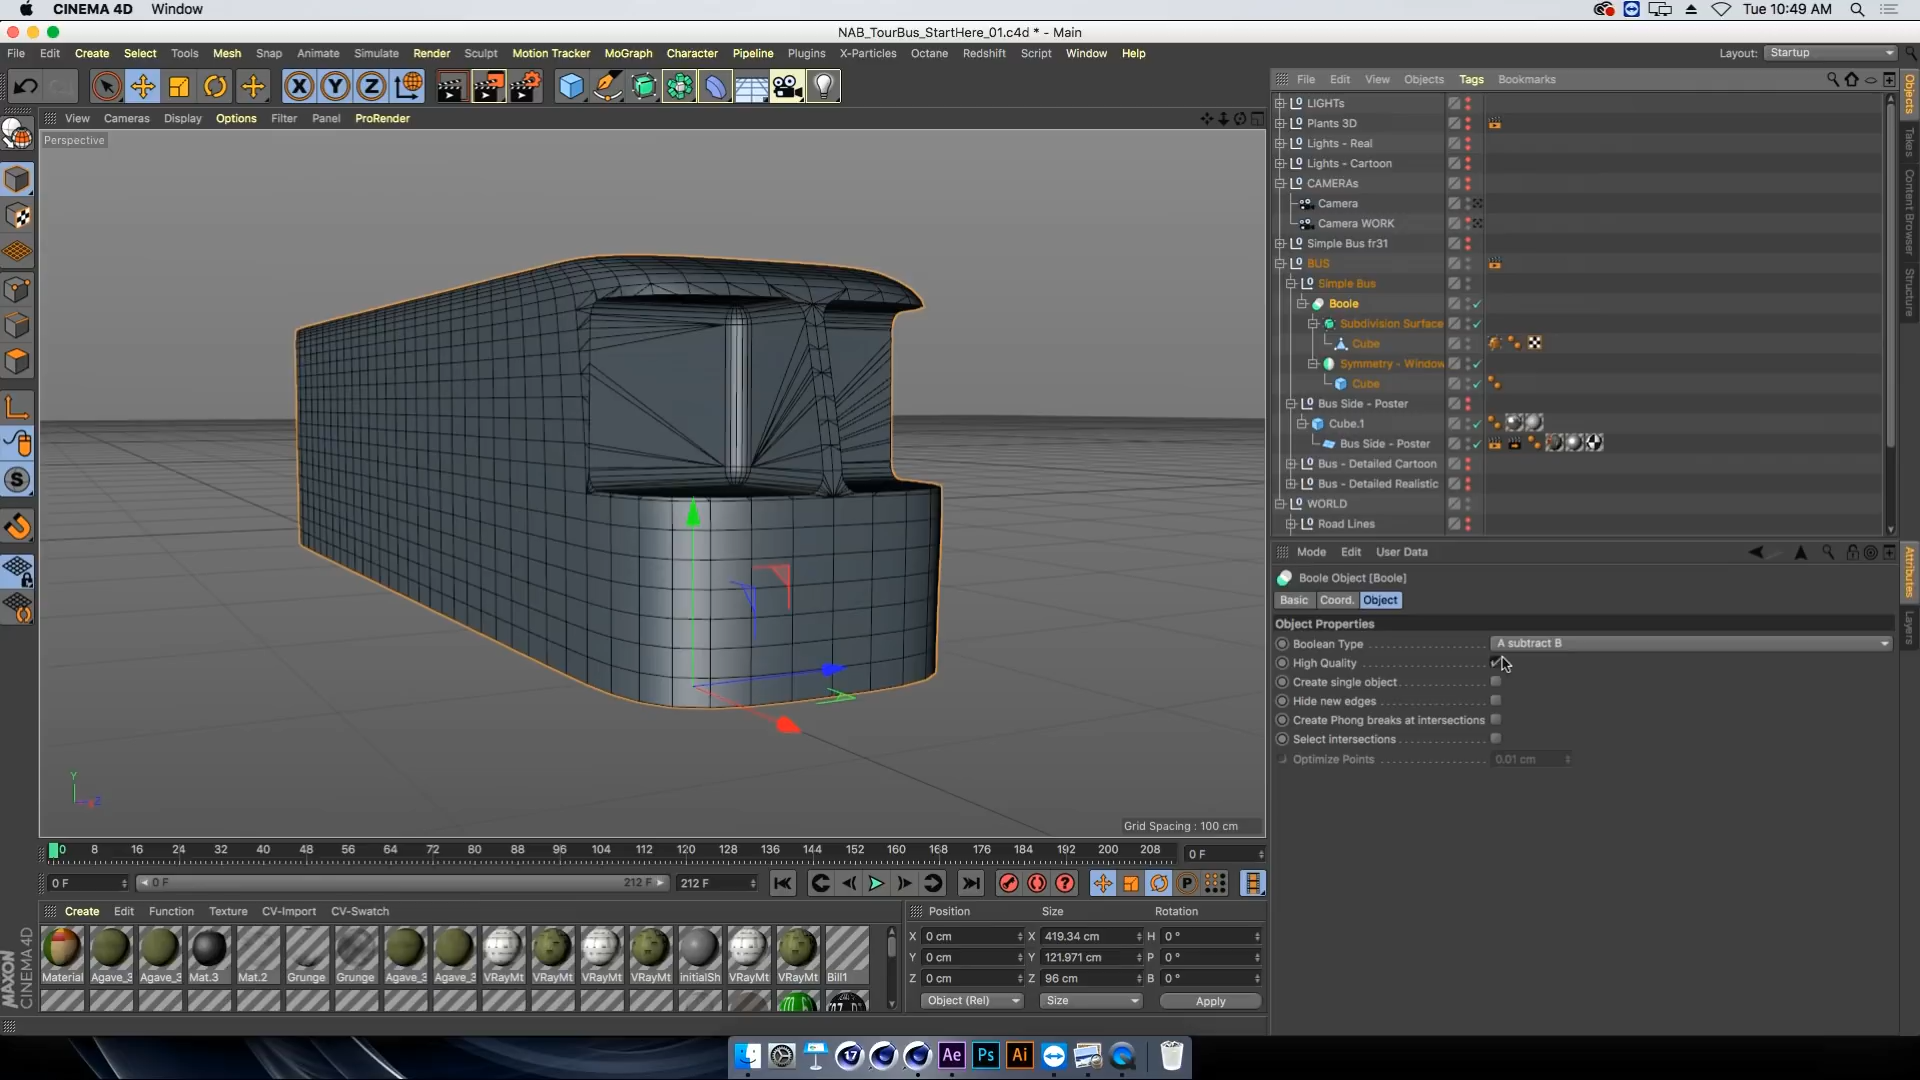 CINEMA 4D Window
Tue 10:49 AM
NAB_TourBus_StartHere_01.c4d * - Main
File Edit Create Select Tools Mesh Snap Animate Simulate Render Sculpt Motion Tracker MoGraph Character Pipeline Plugins X-Particles Octane Redshift Script Window Help
Layout: Startup
X Y Z
File Edit View Objects Tags Bookmarks
View Cameras Display Options Filter Panel ProRender
Perspective
LIGHTs
Plants 3D
Lights - Real
Lights - Cartoon
CAMERAs
Camera
Camera WORK
Simple Bus fr31
BUS
Simple Bus
Boole
Subdivision Surface
Cube
Symmetry - Window
Cube
Bus Side - Poster
Cube.1
Bus Side - Poster
Bus - Detailed Cartoon
Bus - Detailed Realistic
WORLD
Road Lines
Objects
Takes
Content Browser
Structure
Mode Edit User Data
Boole Object [Boole]
Basic Coord. Object
Object Properties
Boolean Type A subtract B
High Quality
Create single object
Hide new edges
Create Phong breaks at intersections
Select intersections
Optimize Points 0.01 cm
Attributes
Layers
Y
Z
Grid Spacing : 100 cm
0 8 16 24 32 40 48 56 64 72 80 88 96 104 112 120 128 136 144 152 160 168 176 184 192 200 208
0 F
0 F 0 F 212 F 212 F
Create Edit Function Texture CV-Import CV-Swatch
Position Size Rotation
X 0 cm X 419.34 cm H 0 °
Y 0 cm Y 121.971 cm P 0 °
Z 0 cm Z 96 cm B 0 °
Object (Rel) Size Apply
Material Agave_3 Agave_3 Mat.3 Mat.2 Grunge Grunge Agave_3 Agave_3 VRayMt VRayMt VRayMt VRayMt initialSh VRayMt VRayMt Bill1
MAXON
CINEMA 4D
17 Ae Ps Ai